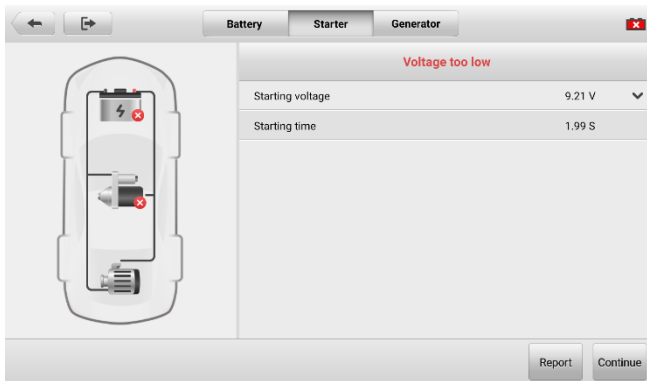 Battery Starter Generator
Voltage too low
Starting voltage 9.21 V
Starting time 1.99 S
Report Continue